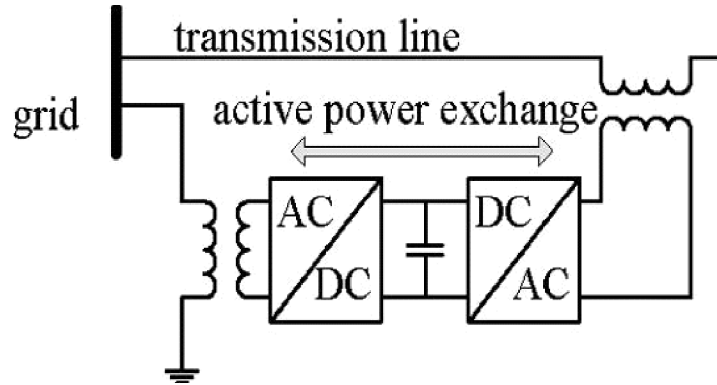 transmission line
grid
active power exchange
AC
DC
DC
AC